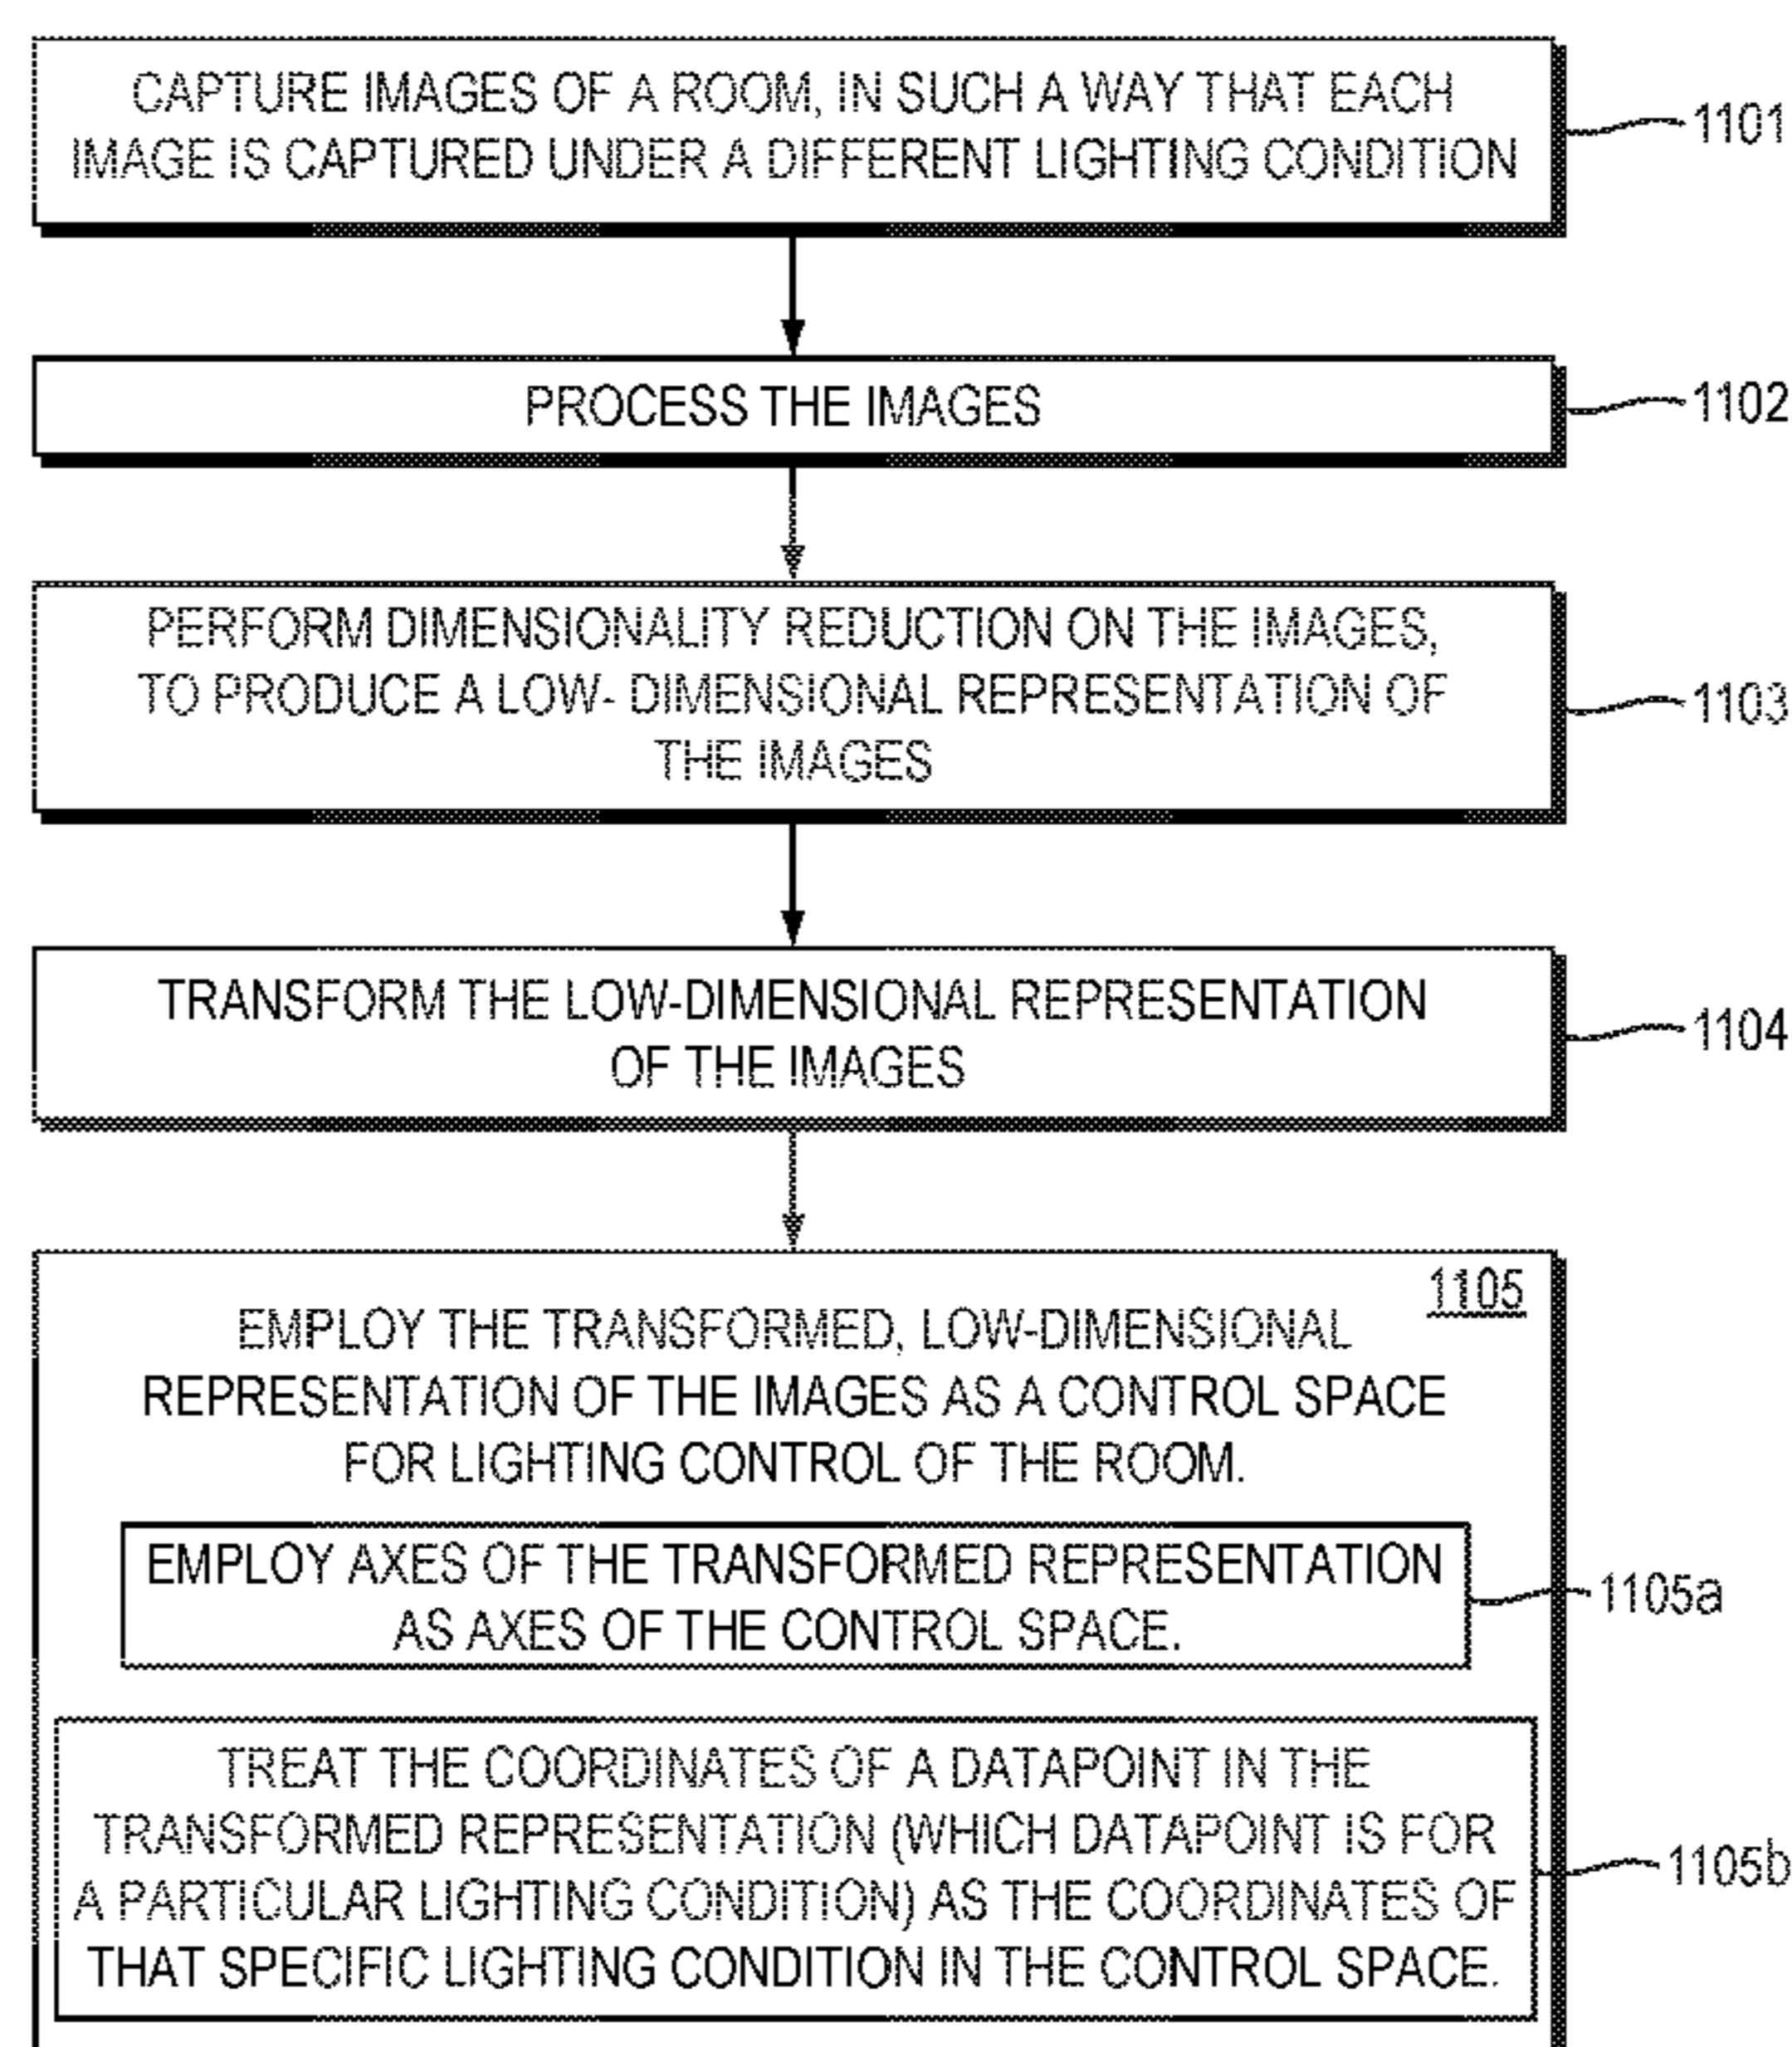 CAPTURE IMAGES OF A ROOM, IN SUCH A WAY THAT EACH
IMAGE IS CAPTURED UNDER A DIFFERENT LIGHTING CONDITION
1101
PROCESS THE IMAGES
1102
PERFORM DIMENSIONALITY REDUCTION ON THE IMAGES,
TO PRODUCE A LOW- DIMENSIONAL REPRESENTATION OF
THE IMAGES
1103
TRANSFORM THE LOW-DIMENSIONAL REPRESENTATION
OF THE IMAGES
1104
1105
EMPLOY THE TRANSFORMED, LOW-DIMENSIONAL
REPRESENTATION OF THE IMAGES AS A CONTROL SPACE
FOR LIGHTING CONTROL OF THE ROOM.
EMPLOY AXES OF THE TRANSFORMED REPRESENTATION
AS AXES OF THE CONTROL SPACE.
1105a
TREAT THE COORDINATES OF A DATAPOINT IN THE
TRANSFORMED REPRESENTATION (WHICH DATAPOINT IS FOR
A PARTICULAR LIGHTING CONDITION) AS THE COORDINATES OF
THAT SPECIFIC LIGHTING CONDITION IN THE CONTROL SPACE.
1105b